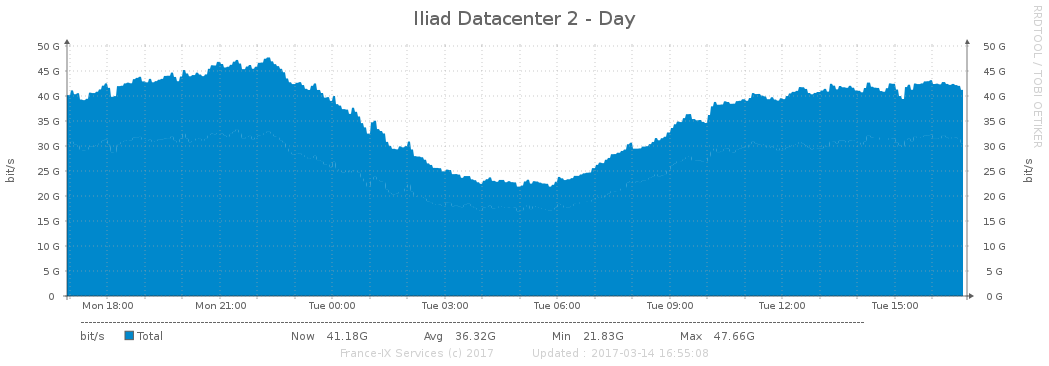 Iliad Datacenter 2 - Day
RRDTOOL / TOBI OETIKER
50 G 50 G
45 G 45 G
40 G 40 G
35 G 35 G
30 G 30 G
25 G 25 G
20 G 20 G
15 G 15 G
10 G 10 G
5 G 5 G
0 0 G
bit/s bit/s
Mon 18:00 Mon 21:00 Tue 00:00 Tue 03:00 Tue 06:00 Tue 09:00 Tue 12:00 Tue 15:00
bit/s Total Now 41.18G Avg 36.32G Min 21.83G Max 47.66G
France-IX Services (c) 2017 Updated : 2017-03-14 16:55:08